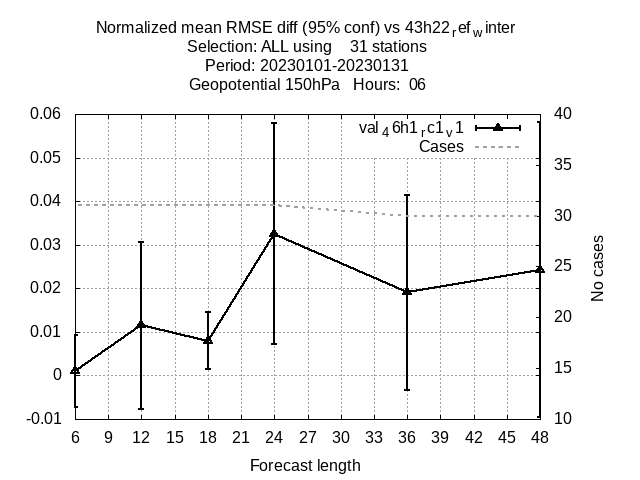 Normalized mean RMSE diff (95% conf) vs 43h22refwinter
Selection: ALL using    31 stations
Period: 20230101-20230131
Geopotential 150hPa   Hours:  06
val46h1rc1v1
Cases
0.06
0.05
0.04
0.03
0.02
0.01
0
-0.01
40
35
30
25
20
15
10
No cases
6 9 12 15 18 21 24 27 30 33 36 39 42 45 48
Forecast length